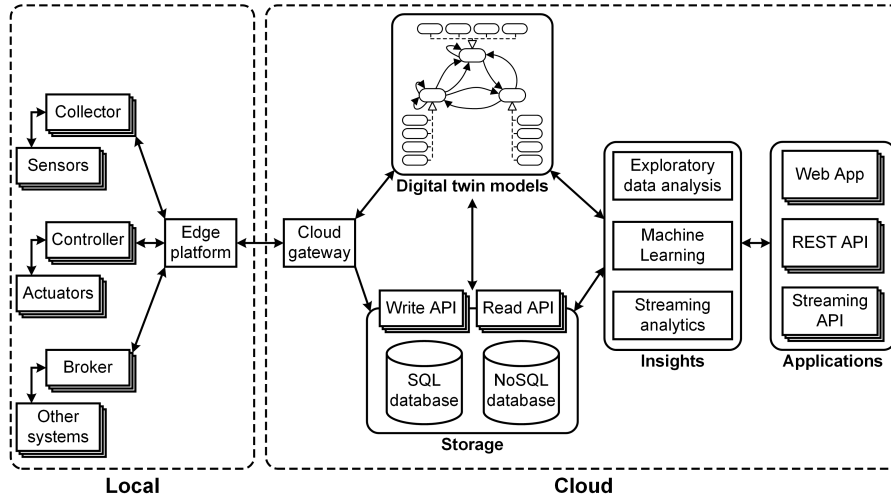 Collector
Sensors
Controller
Actuators
Broker
Other
systems
Edge
platform
Local
Cloud
gateway
Digital twin models
Write API
Read API
SQL
database
NoSQL
database
Storage
Exploratory
data analysis
Machine
Learning
Streaming
analytics
Insights
Web App
REST API
Streaming
API
Applications
Cloud